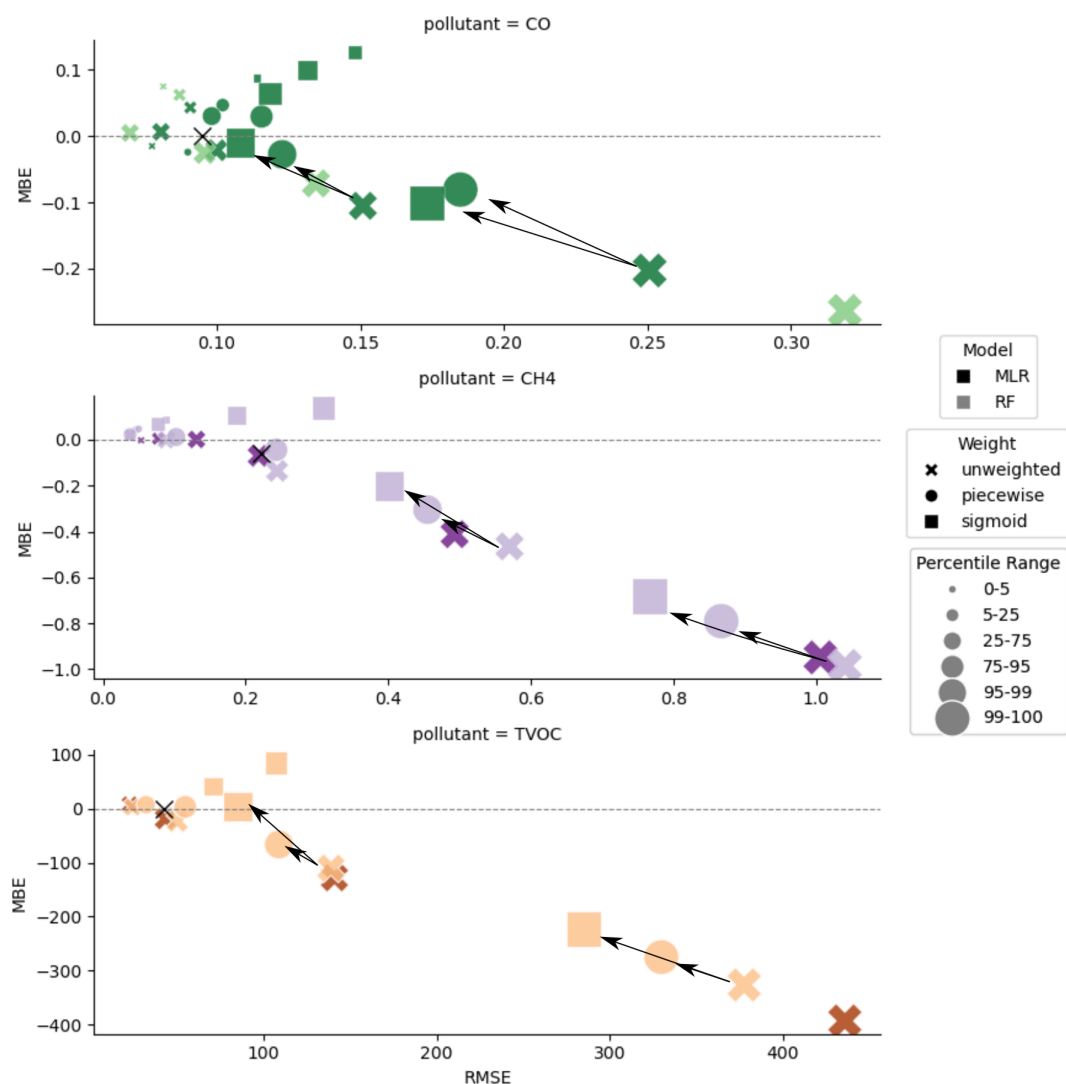 pollutant = CO
0.1
0.0
−0.1
−0.2
MBE
0.10 0.15 0.20 0.25 0.30
pollutant = CH4
0.0
−0.2
−0.4
−0.6
−0.8
−1.0
MBE
0.0 0.2 0.4 0.6 0.8 1.0
pollutant = TVOC
100
0
−100
−200
−300
−400
MBE
100 200 300 400
RMSE
Model
MLR
RF
Weight
unweighted
piecewise
sigmoid
Percentile Range
0-5
5-25
25-75
75-95
95-99
99-100